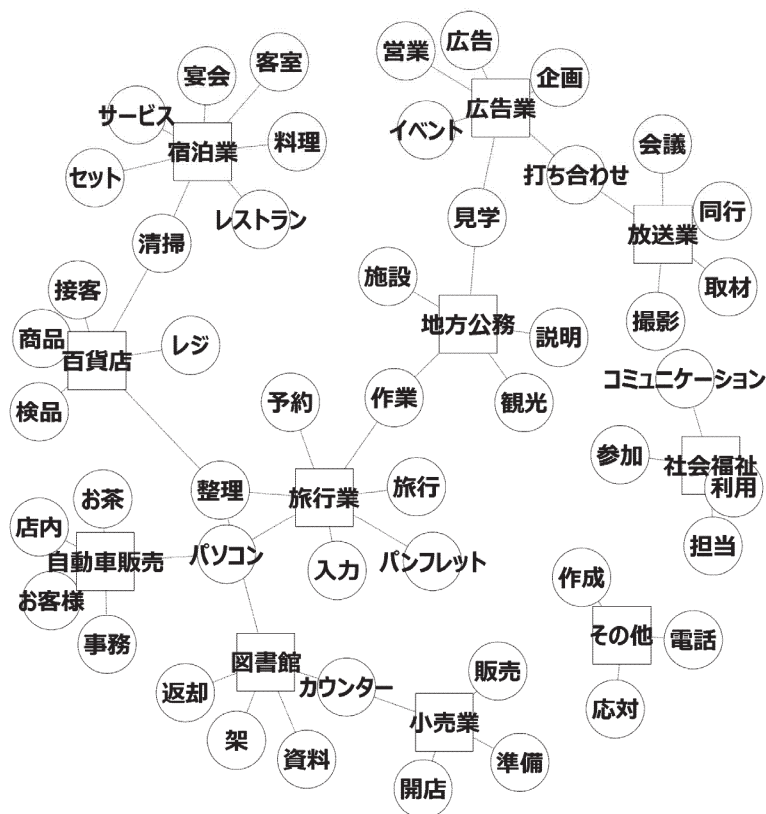 広告
営業
客室
宴会
企画
広告業
サービス
イベント
料理
会議
宿泊業
打ち合わせ
セット
同行
レストラン
見学
放送業
清掃
施設
取材
接客
撮影
地方公務
説明
商品
レジ
百貨店
コミュニケーション
作業
予約
観光
検品
参加
社会福祉
利用
整理
旅行業
旅行
お茶
店内
担当
自動車販売
パソコン
入力
パンフレット
作成
お客様
その他
電話
事務
図書館
販売
返却
カウンター
応対
小売業
架
資料
準備
開店